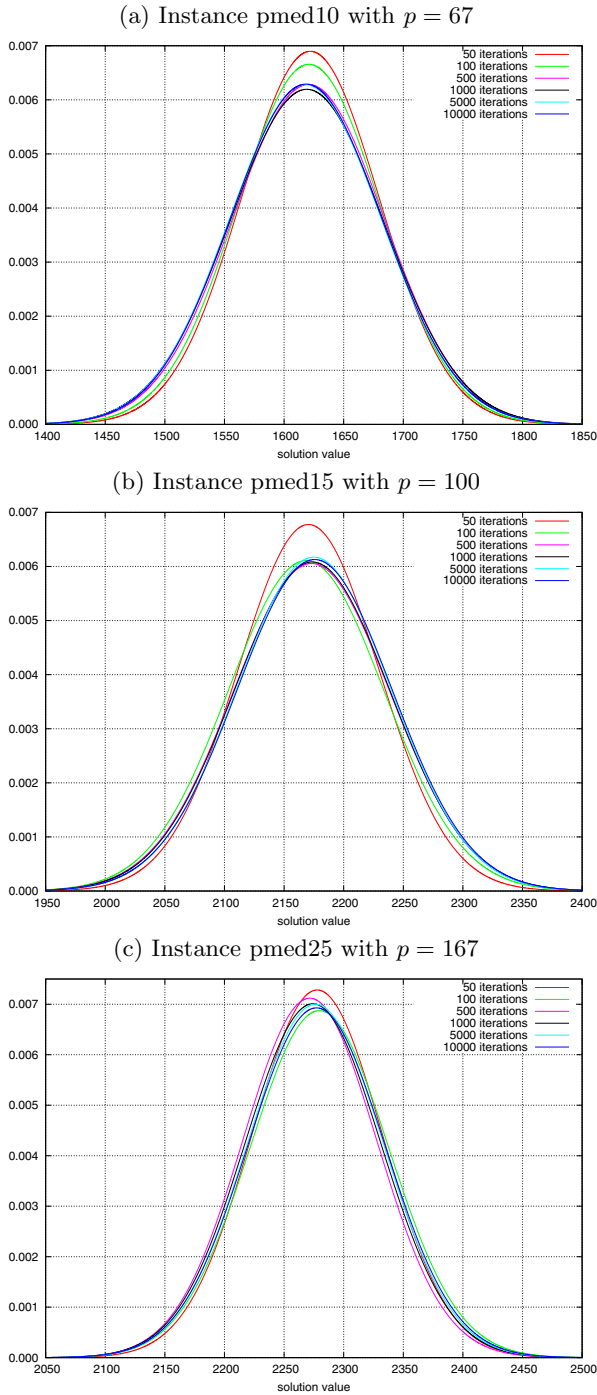 (a) Instance pmed10 with p = 67
0.007
0.006
0.005
0.004
0.003
0.002
0.001
0.000
50 iterations
100 iterations
500 iterations
1000 iterations
5000 iterations
10000 iterations
1400 1450 1500 1550 1600 1650 1700 1750 1800 1850
solution value
(b) Instance pmed15 with p = 100
0.007
0.006
0.005
0.004
0.003
0.002
0.001
0.000
50 iterations
100 iterations
500 iterations
1000 iterations
5000 iterations
10000 iterations
1950 2000 2050 2100 2150 2200 2250 2300 2350 2400
solution value
(c) Instance pmed25 with p = 167
0.007
0.006
0.005
0.004
0.003
0.002
0.001
0.000
50 iterations
100 iterations
500 iterations
1000 iterations
5000 iterations
10000 iterations
2050 2100 2150 2200 2250 2300 2350 2400 2450 2500
solution value